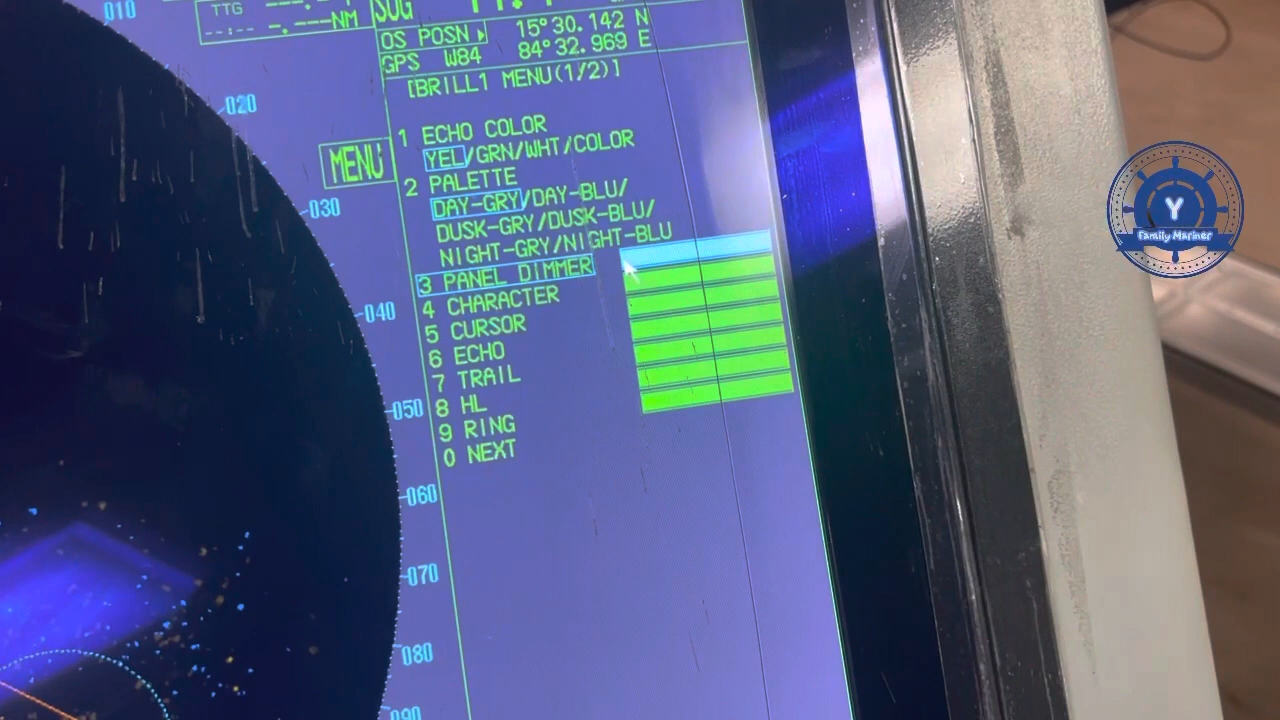 010
TTG
NM
SOG
OS POSN
15°30.142 N
GPS W84
84°32.969 E
[BRILL1 MENU(1/2)]
020
1 ECHO COLOR
YEL/GRN/WHT/COLOR
MENU
2 PALETTE
DAY-GRY/DAY-BLU/
030
DUSK-GRY/DUSK-BLU/
NIGHT-GRY/NIGHT-BLU
3 PANEL DIMMER
4 CHARACTER
040
5 CURSOR
6 ECHO
7 TRAIL
050
8 HL
9 RING
0 NEXT
060
070
080
090
Y
Family Mariner